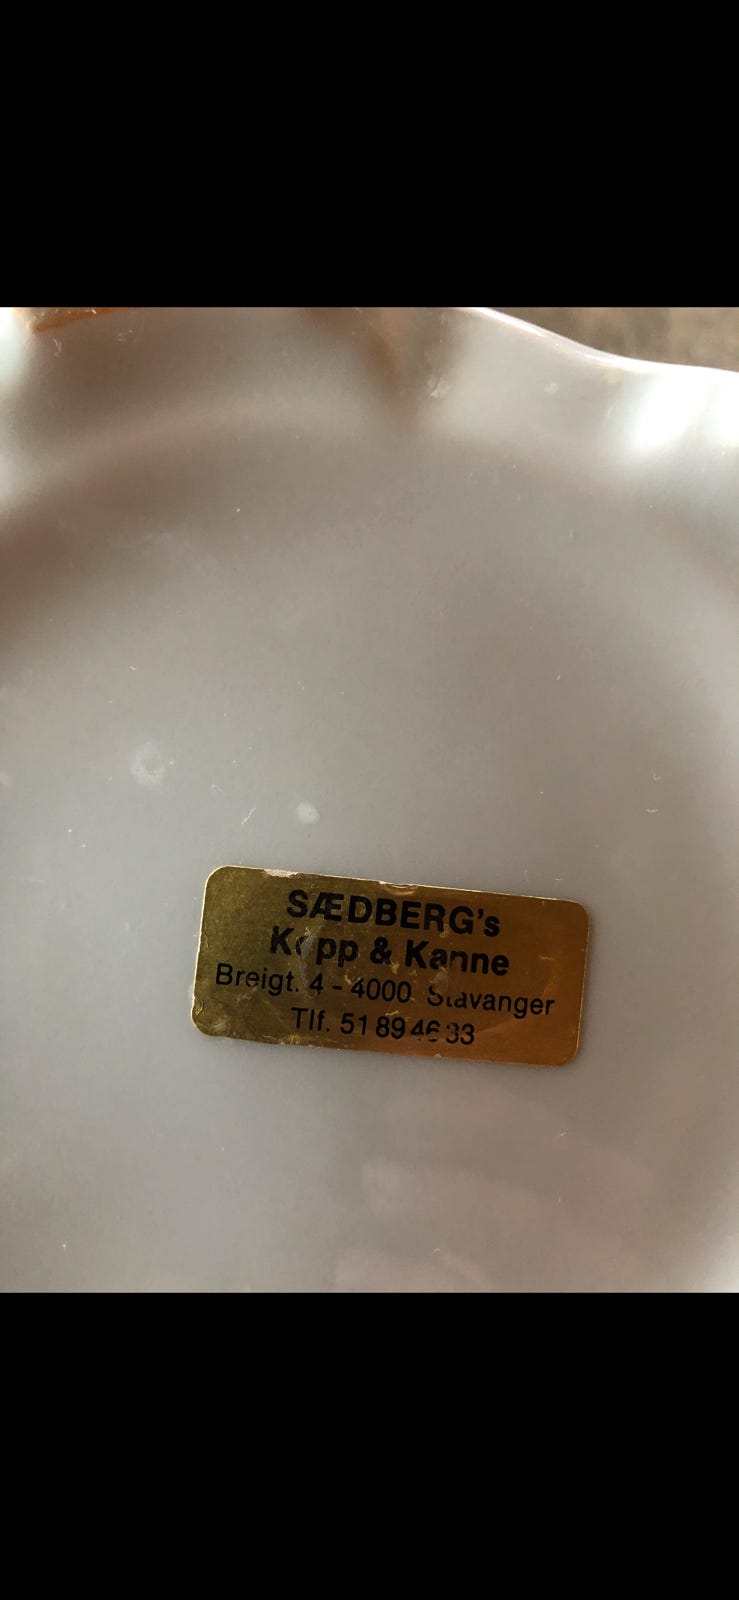 SÆDBERG's
Kopp & Kanne
Breigt. 4 - 4000 Stavanger
Tlf. 51 89 46 33